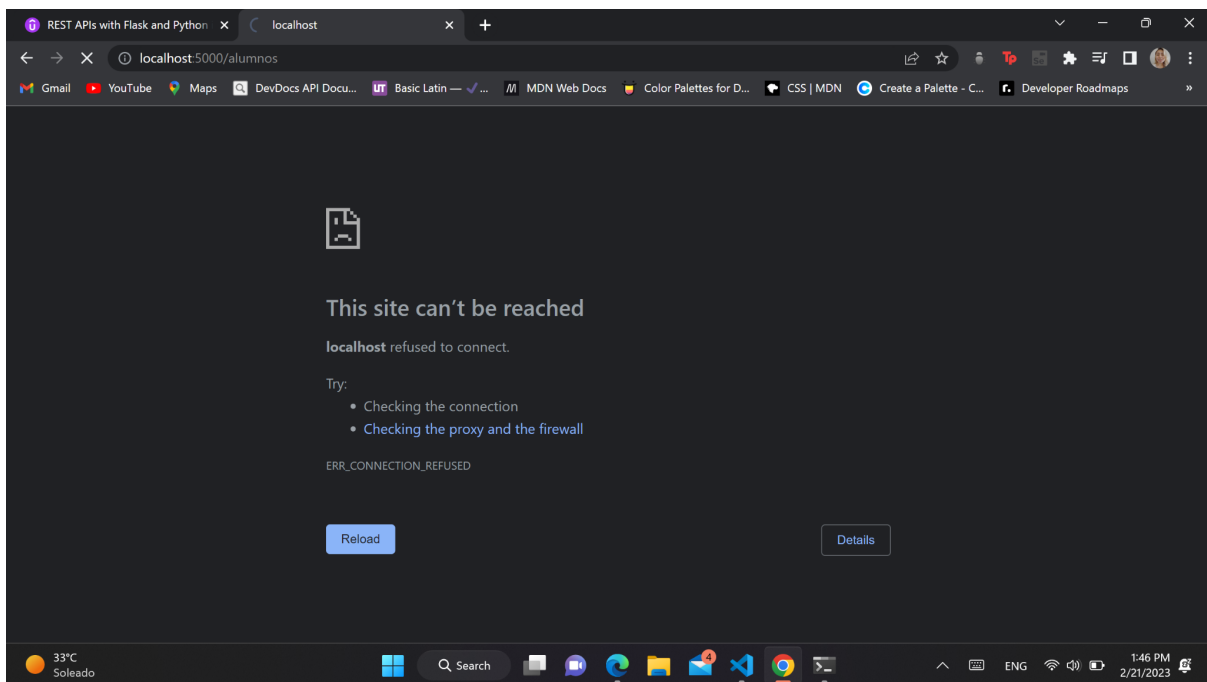 REST APIs with Flask and Python
localhost
localhost:5000/alumnos
Tp
Gmail
YouTube
Maps
DevDocs API Docu...
UT Basic Latin — ✓ ...
M MDN Web Docs
Color Palettes for D...
CSS | MDN
Create a Palette - C...
r. Developer Roadmaps
»
This site can't be reached
localhost refused to connect.
Try:
• Checking the connection
• Checking the proxy and the firewall
ERR_CONNECTION_REFUSED
Reload
Details
33°C
Soleado
Search
4
ENG
1:46 PM
2/21/2023